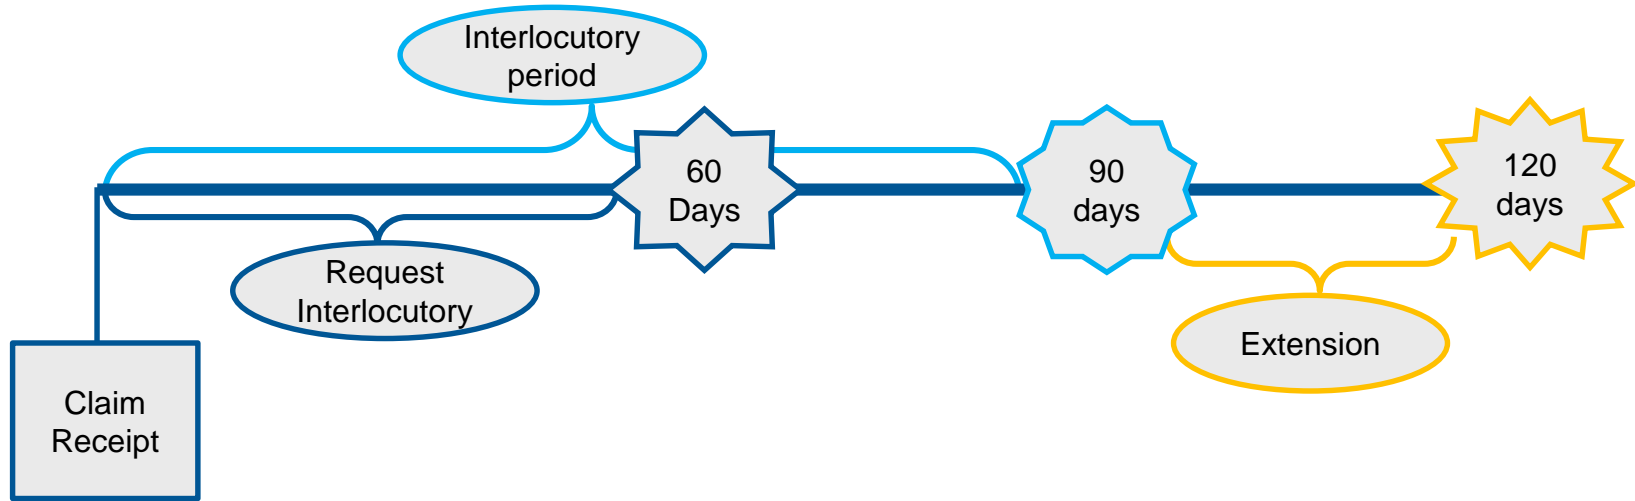 Interlocutory
period
60
Days
90
days
120
days
Request
Interlocutory
Extension
Claim
Receipt